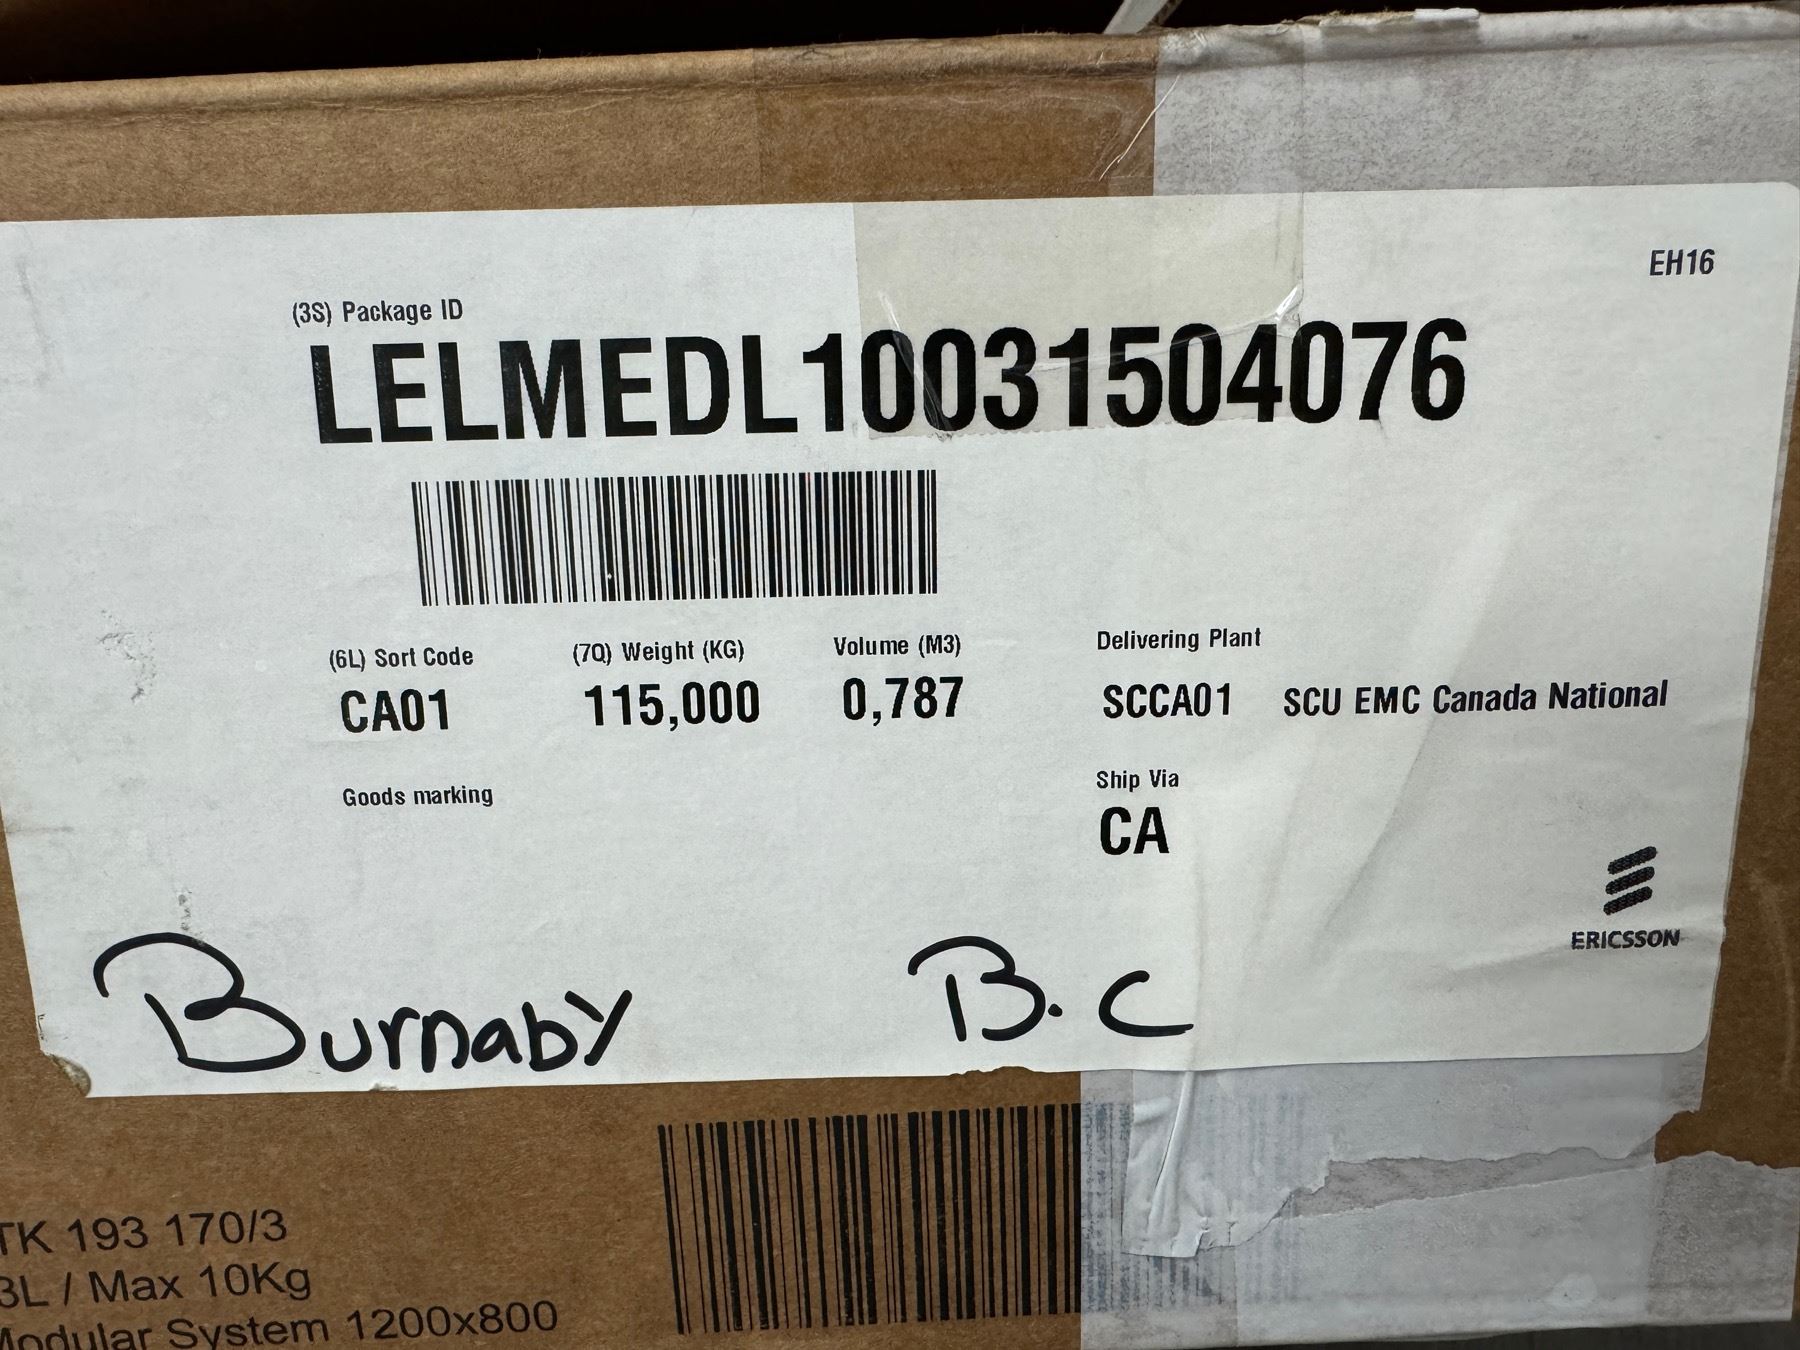 EH16
(3S) Package ID
LELMEDL10031504076
(6L) Sort Code (7Q) Weight (KG) Volume (M3) Delivering Plant
CA01 115,000 0,787 SCCA01 SCU EMC Canada National
Goods marking Ship Via
CA
ERICSSON
Burnaby B.C
TK 193 170/3
3L / Max 10Kg
Modular System 1200x800